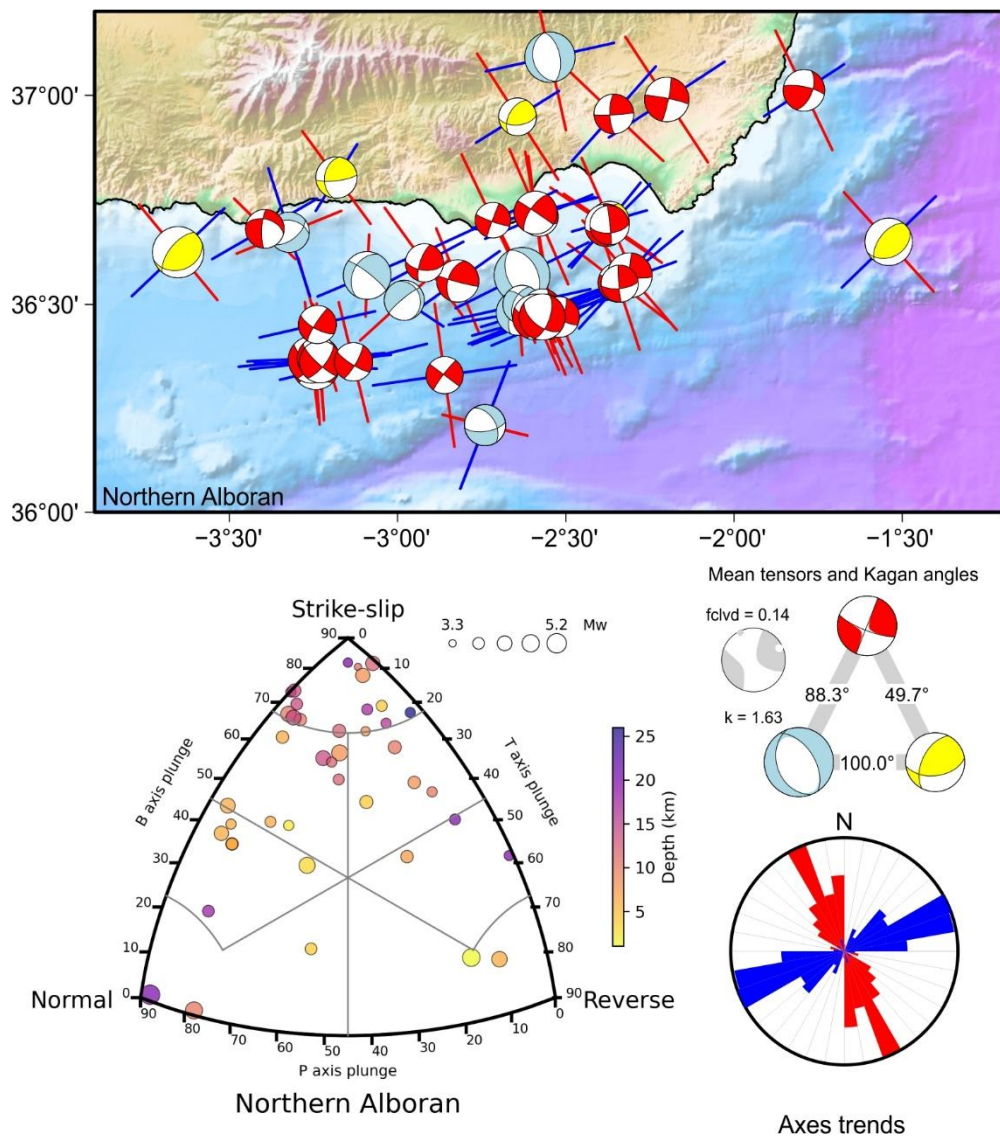 37°00'
36°30'
36°00'
Northern Alboran
−3°30' −3°00' −2°30' −2°00' −1°30'
Mean tensors and Kagan angles
fclvd = 0.14
88.3° 49.7°
k = 1.63
100.0°
Strike-slip
3.3 5.2 Mw
90 0
80 10
70 20
60 30
50 40
40 50
30 60
20 70
10 80
0 90
B axis plunge
T axis plunge
Normal
Reverse
90 80 70 60 50 40 30 20 10 0
P axis plunge
25
20
15
10
5
Depth (km)
Northern Alboran
N
Axes trends